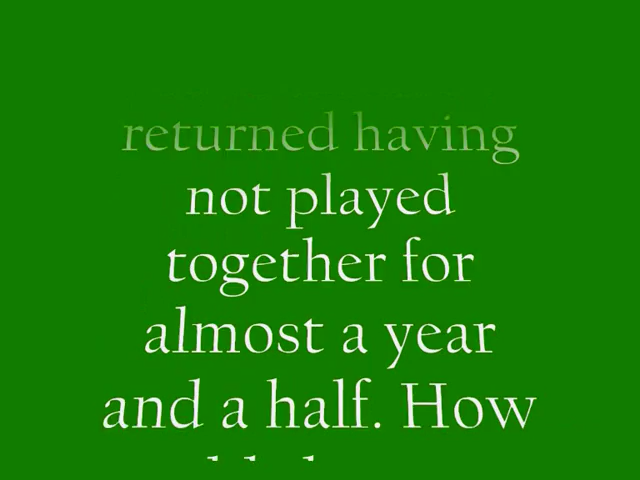 returned having
not played
together for
almost a year
and a half. How